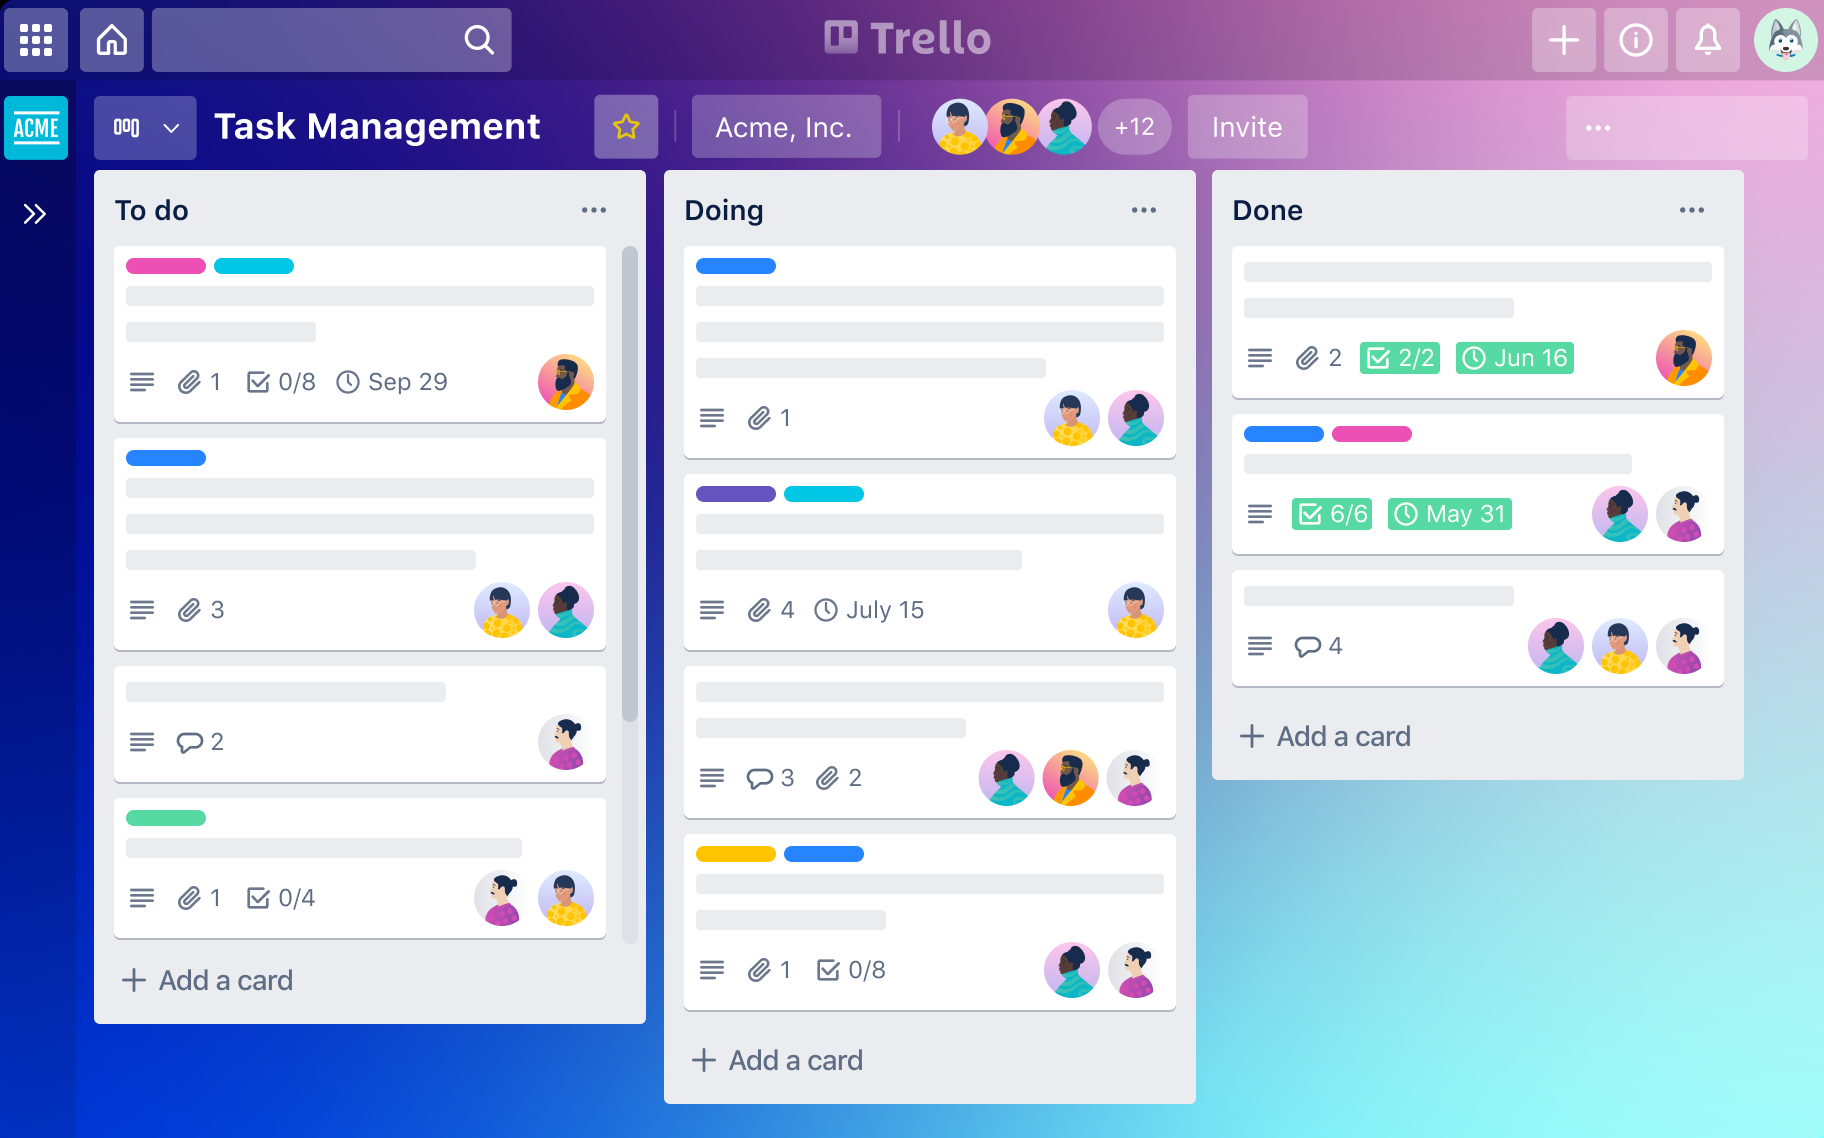 Trello
ACME
Task Management
Acme, Inc.
+12
Invite
To do
1 0/8 Sep 29
3
2
1 0/4
Add a card
Doing
1
4 July 15
3 2
1 0/8
Add a card
Done
2 2/2 Jun 16
6/6 May 31
4
Add a card